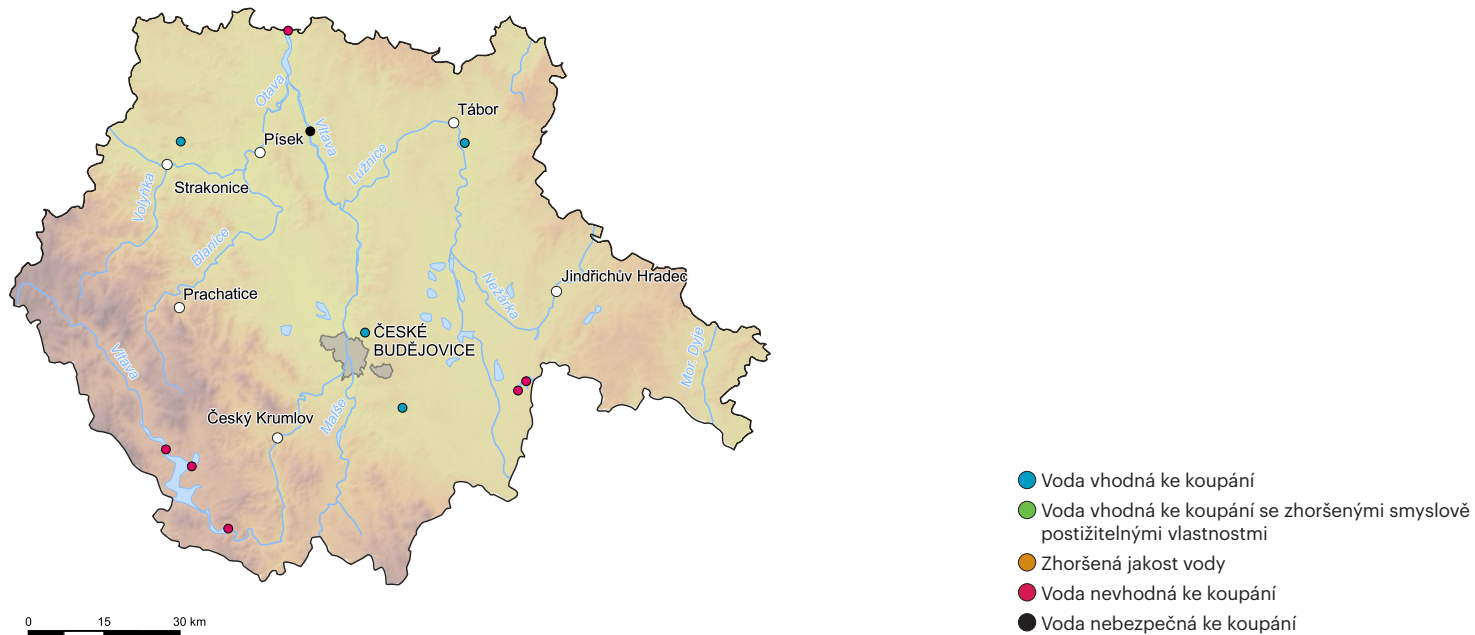 Otava
Tábor
Písek
Vltava
Lužnice
Strakonice
Volyňka
Blanice
Jindřichův Hradec
Nežárka
Prachatice
ČESKÉ
BUDĚJOVICE
Mor. Dyje
Vltava
Český Krumlov
Malše
Voda vhodná ke koupání
Voda vhodná ke koupání se zhoršenými smyslově
postižitelnými vlastnostmi
Zhoršená jakost vody
Voda nevhodná ke koupání
Voda nebezpečná ke koupání
0 15 30 km